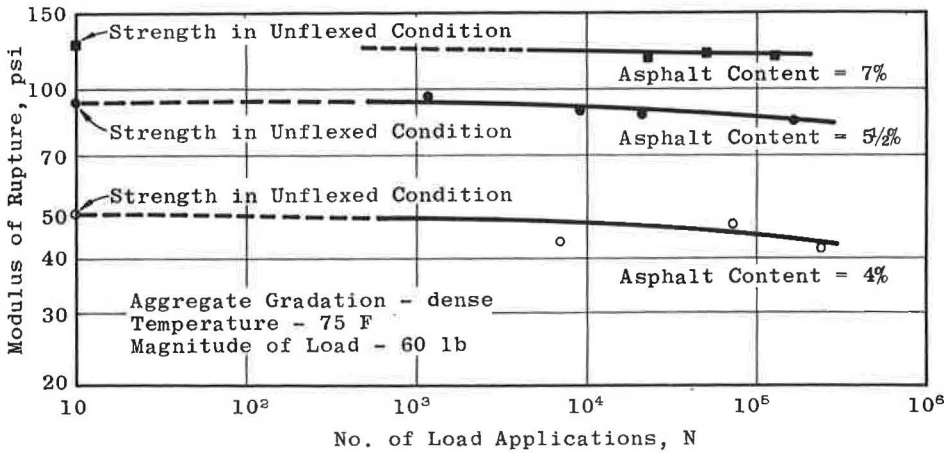 150
100
70
50
40
30
20
Modulus of Rupture, psi
Strength in Unflexed Condition
Asphalt Content = 7%
Strength in Unflexed Condition
Asphalt Content = 5½%
Strength in Unflexed Condition
Asphalt Content = 4%
Aggregate Gradation - dense
Temperature - 75 F
Magnitude of Load - 60 lb
10 10² 10³ 10⁴ 10⁵ 10⁶
No. of Load Applications, N